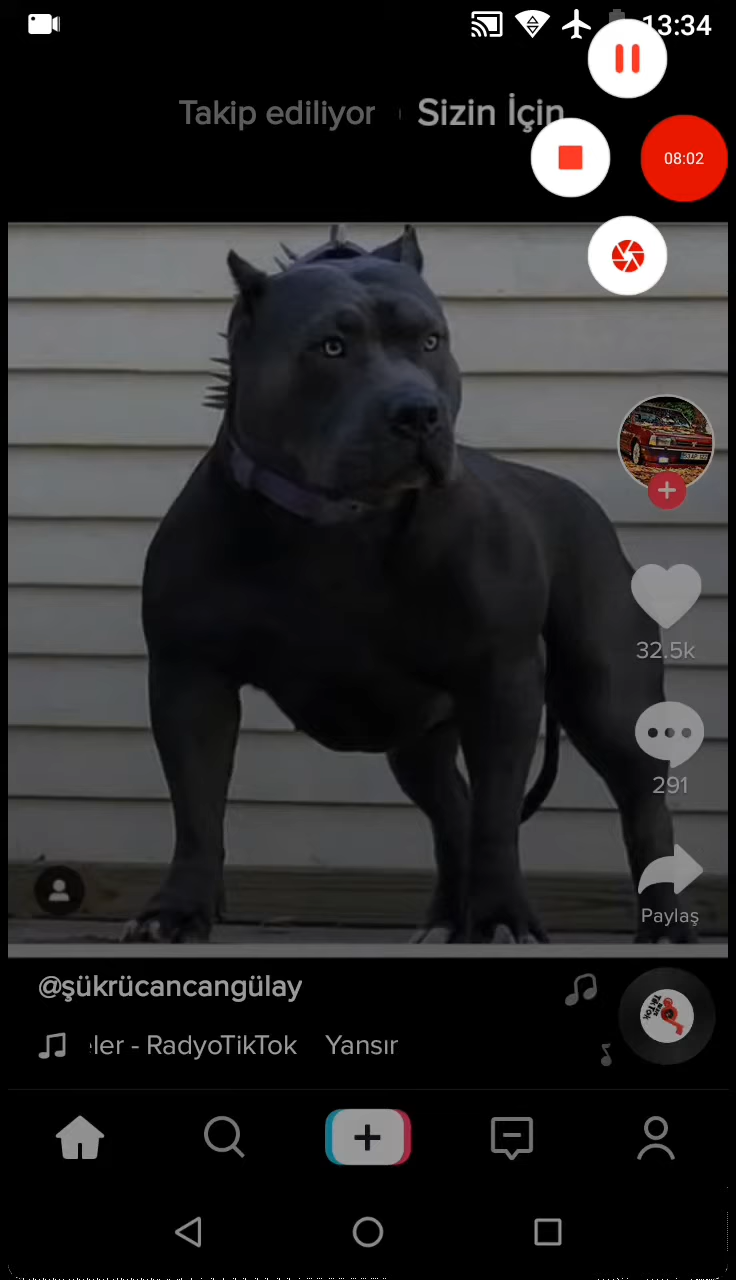 13:34
Takip ediliyor
Sizin İçin
08:02
32.5k
291
Paylaş
@şükrücancangülay
ler - RadyoTikTok Yansır